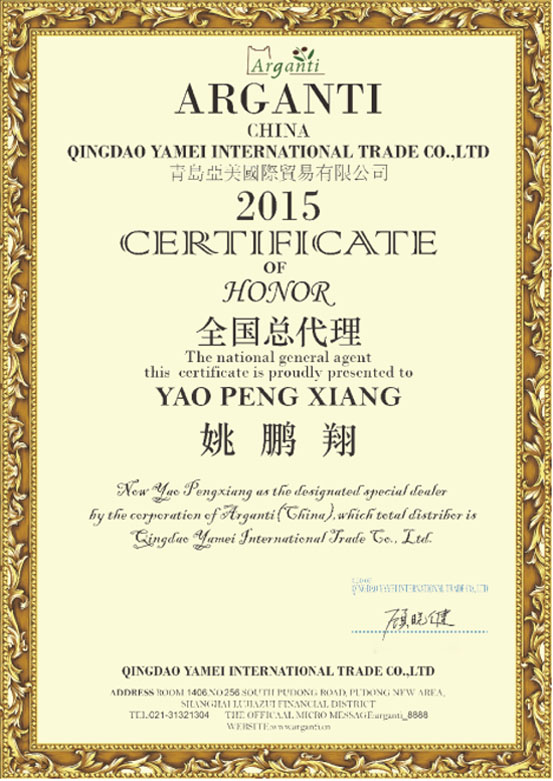 Arganti
ARGANTI
CHINA
QINGDAO YAMEI INTERNATIONAL TRADE CO.,LTD
青島亞美國際貿易有限公司
2015
CERTIFICATE
OF
HONOR
全国总代理
The national general agent
this certificate is proudly presented to
YAO PENG XIANG
姚 鹏 翔
Now Yao Pengxiang as the designated special dealer
by the corporation of Arganti(China),which total distribor is
Qingdao Yamei International Trade Co., Ltd.
QINGDAO YAMEI INTERNATIONAL TRADE CO.,LTD
顾晓健
QINGDAO YAMEI INTERNATIONAL TRADE CO.,LTD
ADDRESS ROOM 1406.NO 256 SOUTH PUDONG ROAD, PUDONG NEW AREA,
SHANGHAI LUJIAZUI FINANCIAL DISTRICT
TEL.021-31321304 THE OFFICAAL MICRO MESSAGE:arganti_8888
WEBSITE:www.arganti.cn